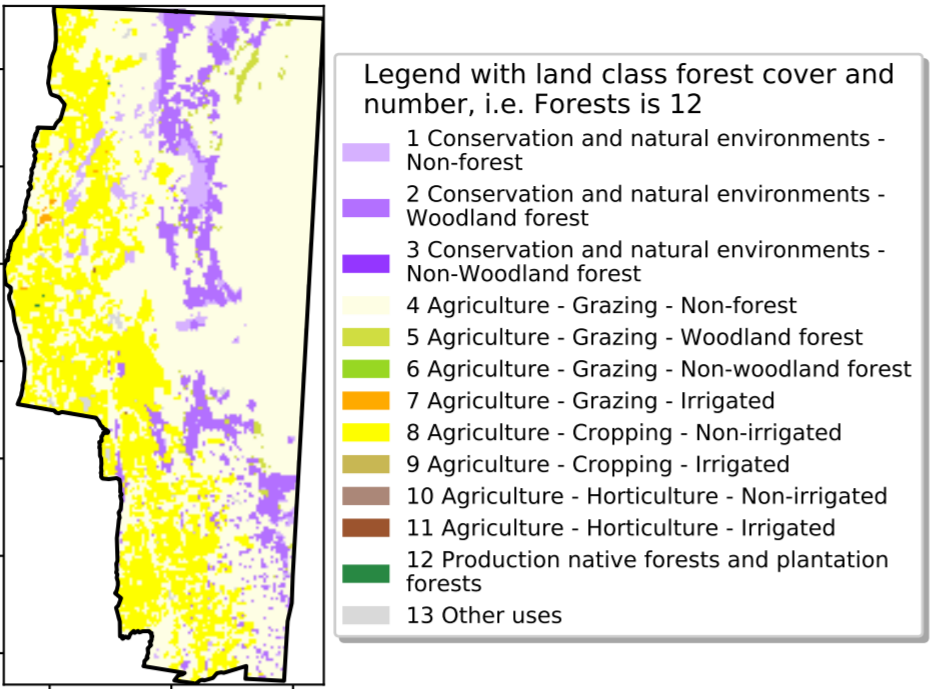 Legend with land class forest cover and
number, i.e. Forests is 12
1 Conservation and natural environments -
Non-forest
2 Conservation and natural environments -
Woodland forest
3 Conservation and natural environments -
Non-Woodland forest
4 Agriculture - Grazing - Non-forest
5 Agriculture - Grazing - Woodland forest
6 Agriculture - Grazing - Non-woodland forest
7 Agriculture - Grazing - Irrigated
8 Agriculture - Cropping - Non-irrigated
9 Agriculture - Cropping - Irrigated
10 Agriculture - Horticulture - Non-irrigated
11 Agriculture - Horticulture - Irrigated
12 Production native forests and plantation
forests
13 Other uses